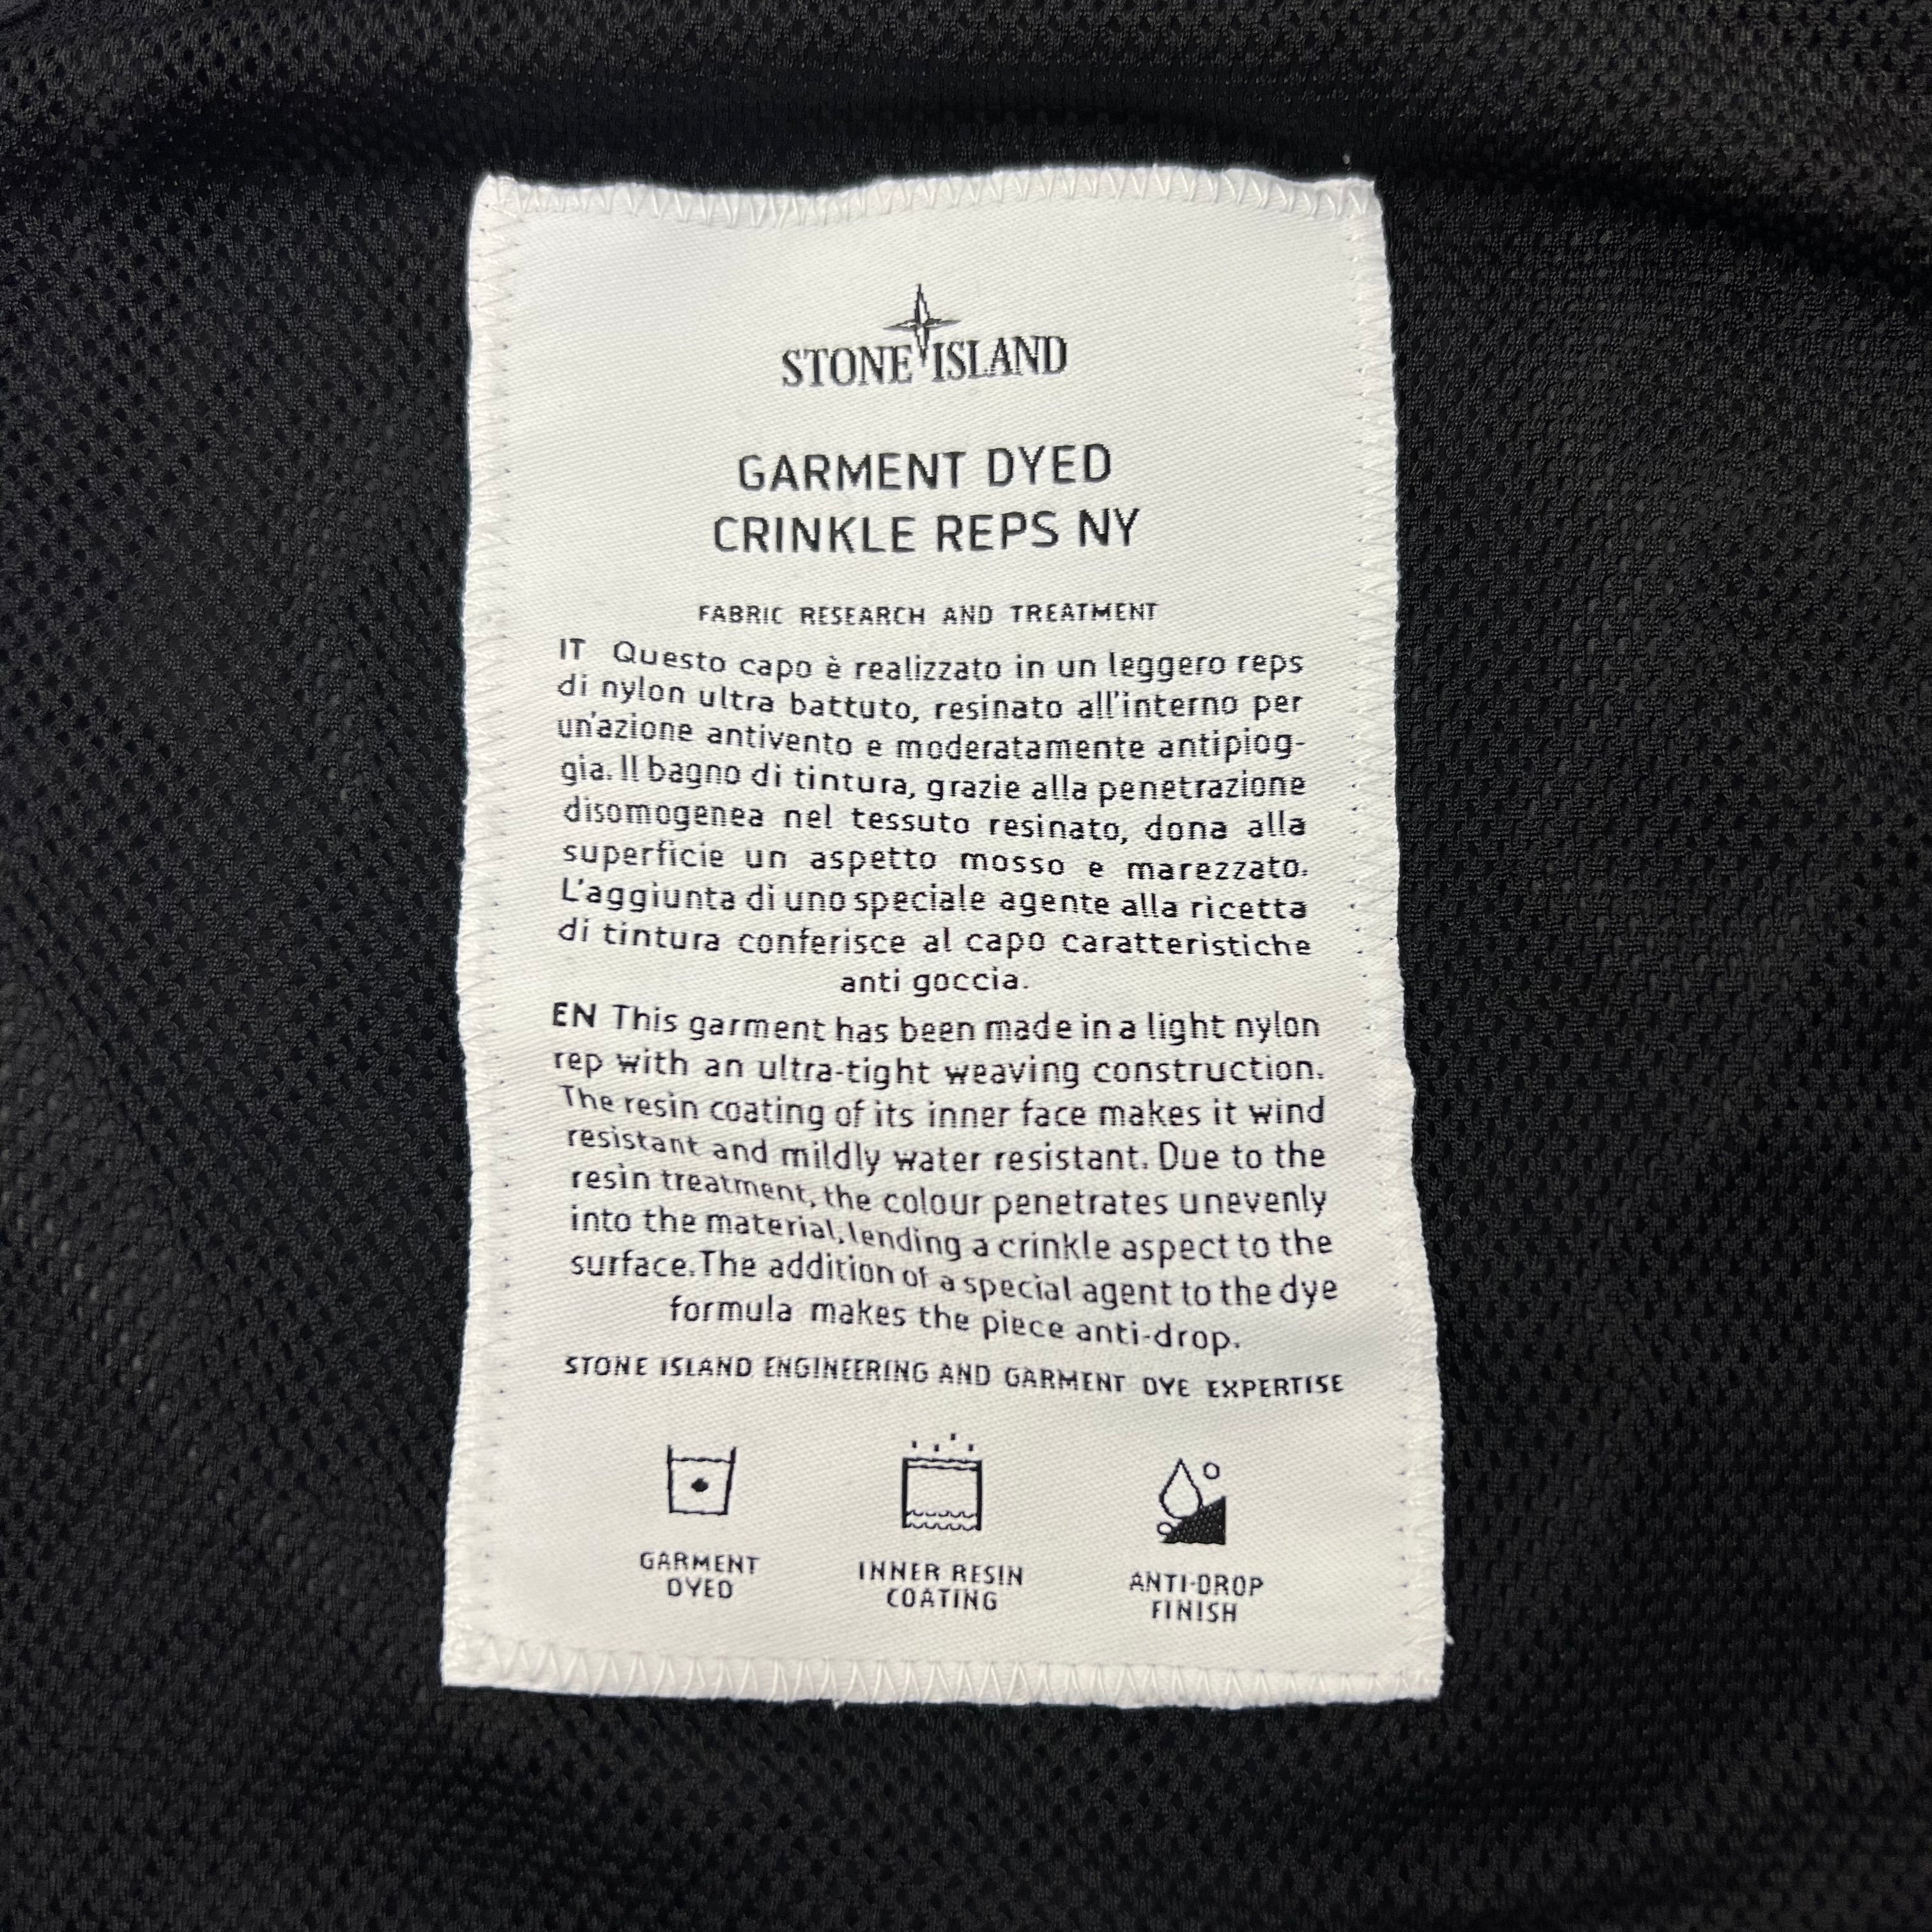 STONE ISLAND
GARMENT DYED
CRINKLE REPS NY
FABRIC RESEARCH AND TREATMENT
IT Questo capo è realizzato in un leggero reps
di nylon ultra battuto, resinato all'interno per
un'azione antivento e moderatamente antipiog-
gia. Il bagno di tintura, grazie alla penetrazione
disomogenea nel tessuto resinato, dona alla
superficie un aspetto mosso e marezzato.
L'aggiunta di uno speciale agente alla ricetta
di tintura conferisce al capo caratteristiche
anti goccia.
EN This garment has been made in a light nylon
rep with an ultra-tight weaving construction.
The resin coating of its inner face makes it wind
resistant and mildly water resistant. Due to the
resin treatment, the colour penetrates unevenly
into the material, lending a crinkle aspect to the
surface. The addition of a special agent to the dye
formula makes the piece anti-drop.
STONE ISLAND ENGINEERING AND GARMENT DYE EXPERTISE
GARMENT
DYED
INNER RESIN
COATING
ANTI-DROP
FINISH